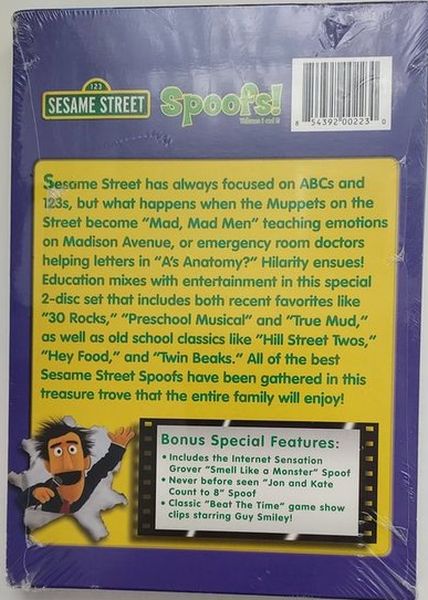 123
SESAME STREET
Spoofs!
Volumes 1 and 2
8 54392 00223 0
Sesame Street has always focused on ABCs and
123s, but what happens when the Muppets on the
Street become "Mad, Mad Men" teaching emotions
on Madison Avenue, or emergency room doctors
helping letters in "A's Anatomy?" Hilarity ensues!
Education mixes with entertainment in this special
2-disc set that includes both recent favorites like
"30 Rocks," "Preschool Musical" and "True Mud,"
as well as old school classics like "Hill Street Twos,"
"Hey Food," and "Twin Beaks." All of the best
Sesame Street Spoofs have been gathered in this
treasure trove that the entire family will enjoy!
Bonus Special Features:
• Includes the Internet Sensation
Grover "Smell Like a Monster" Spoof
• Never before seen "Jon and Kate
Count to 8" Spoof
• Classic "Beat The Time" game show
clips starring Guy Smiley!